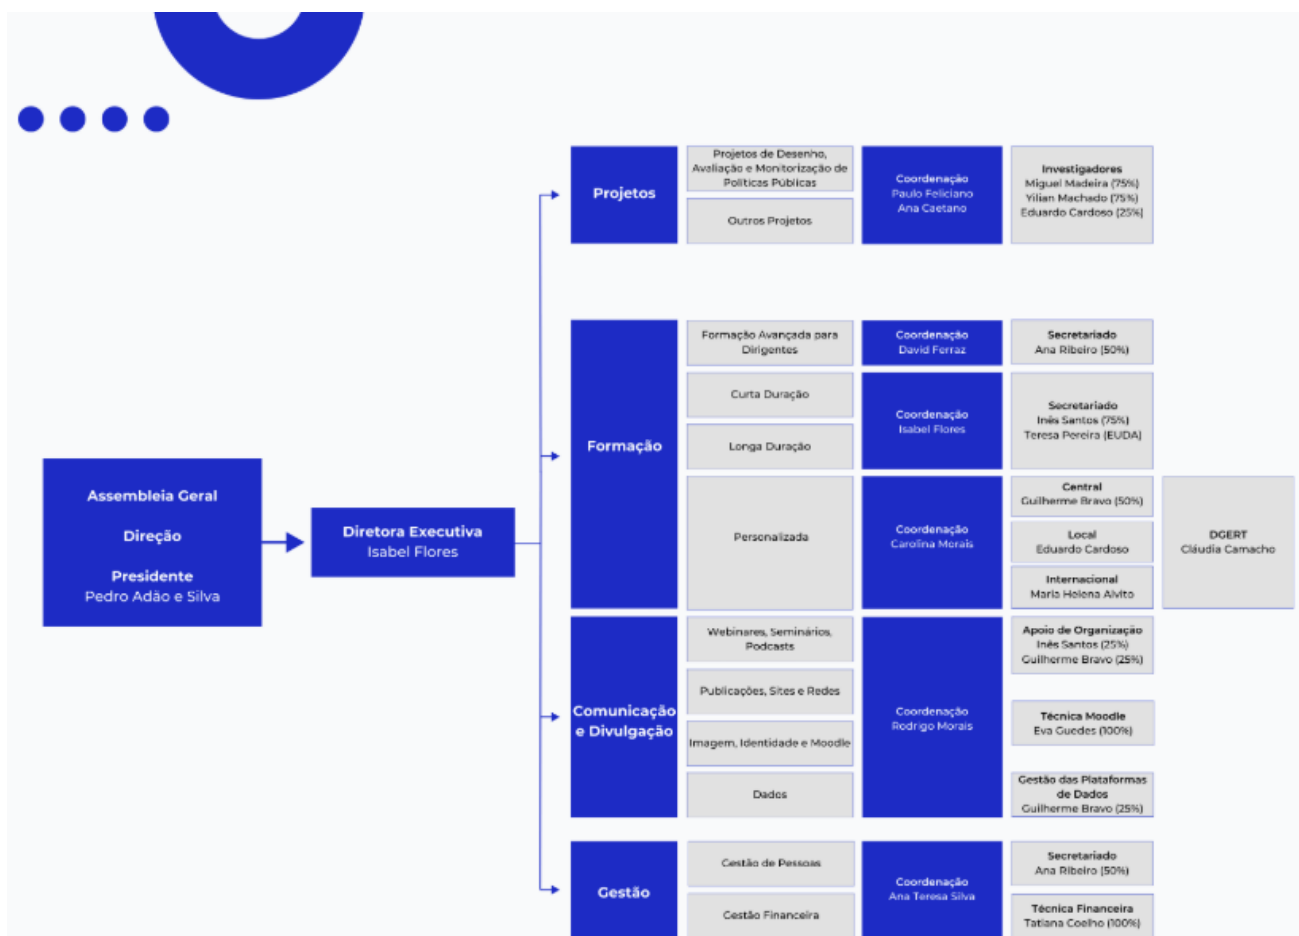 Assembleia Geral
Direção
Presidente
Pedro Adão e Silva
Diretora Executiva
Isabel Flores
Projetos
Projetos de Desenho,
Avaliação e Monitorização de
Políticas Públicas
Outros Projetos
Coordenação
Paulo Feliciano
Ana Caetano
Investigadores
Miguel Madeira (75%)
Yilian Machado (75%)
Eduardo Cardoso (25%)
Formação
Formação Avançada para
Dirigentes
Coordenação
David Ferraz
Secretariado
Ana Ribeiro (50%)
Curta Duração
Longa Duração
Coordenação
Isabel Flores
Secretariado
Inês Santos (75%)
Teresa Pereira (EUDA)
Personalizada
Coordenação
Carolina Morais
Central
Guilherme Bravo (50%)
Local
Eduardo Cardoso
Internacional
Maria Helena Alvito
DGERT
Cláudia Camacho
Comunicação
e Divulgação
Webinares, Seminários,
Podcasts
Publicações, Sites e Redes
Imagem, Identidade e Moodle
Dados
Coordenação
Rodrigo Morais
Apoio de Organização
Inês Santos (25%)
Guilherme Bravo (25%)
Técnica Moodle
Eva Guedes (100%)
Gestão das Plataformas
de Dados
Guilherme Bravo (25%)
Gestão
Gestão de Pessoas
Gestão Financeira
Coordenação
Ana Teresa Silva
Secretariado
Ana Ribeiro (50%)
Técnica Financeira
Tatiana Coelho (100%)